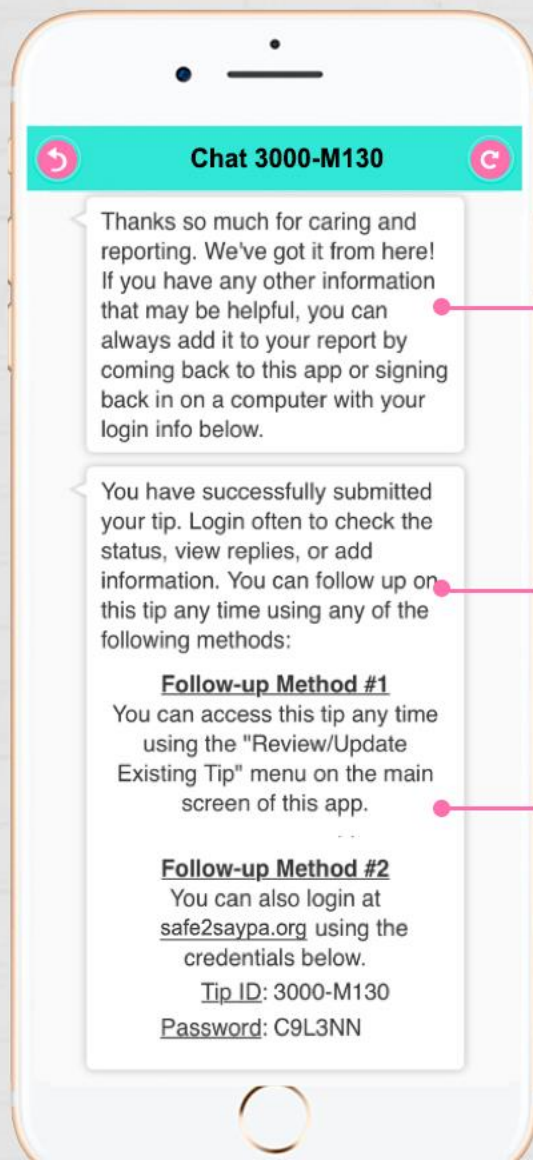 Chat 3000-M130
Thanks so much for caring and
reporting. We've got it from here!
If you have any other information
that may be helpful, you can
always add it to your report by
coming back to this app or signing
back in on a computer with your
login info below.
You have successfully submitted
your tip. Login often to check the
status, view replies, or add
information. You can follow up on
this tip any time using any of the
following methods:
Follow-up Method #1
You can access this tip any time
using the "Review/Update
Existing Tip" menu on the main
screen of this app.
Follow-up Method #2
You can also login at
safe2saypa.org using the
credentials below.
Tip ID: 3000-M130
Password: C9L3NN